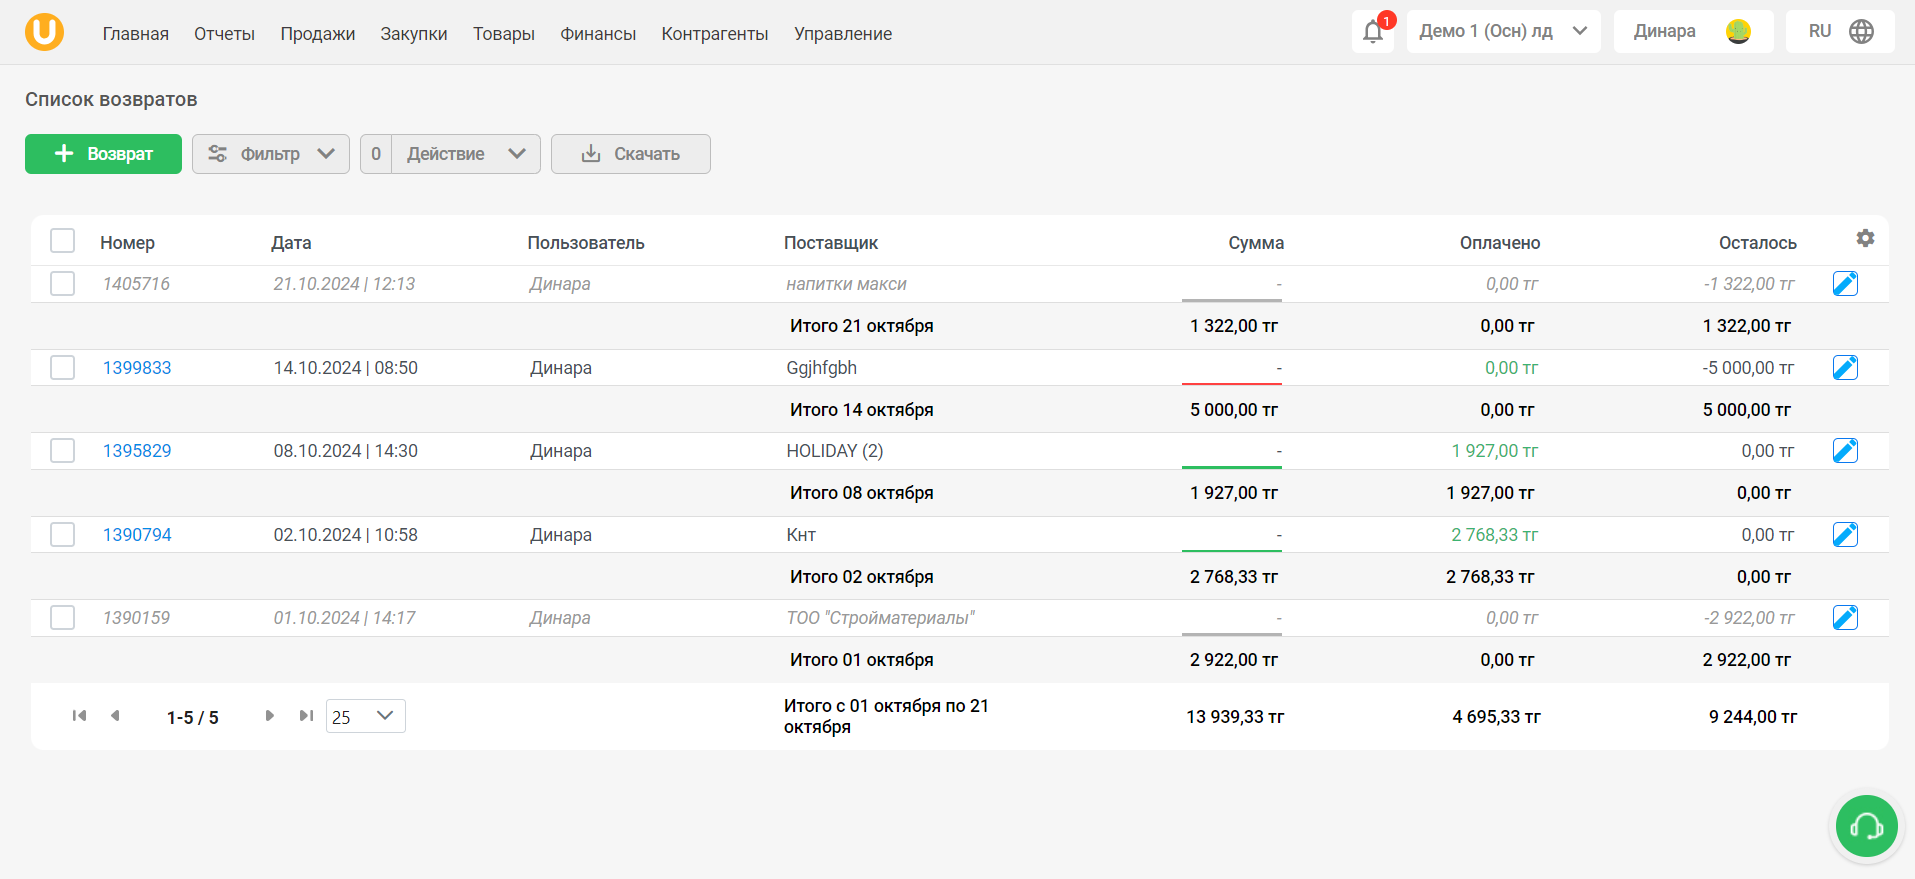 Главная Отчеты Продажи Закупки Товары Финансы Контрагенты Управление 1 Демо 1 (Осн) лд Динара RU
Список возвратов
Возврат Фильтр 0 Действие Скачать
Номер Дата Пользователь Поставщик Сумма Оплачено Осталось
1405716 21.10.2024 | 12:13 Динара напитки макси - 0,00 тг -1 322,00 тг
Итого 21 октября 1 322,00 тг 0,00 тг 1 322,00 тг
1399833 14.10.2024 | 08:50 Динара Ggjhfgbh - 0,00 тг -5 000,00 тг
Итого 14 октября 5 000,00 тг 0,00 тг 5 000,00 тг
1395829 08.10.2024 | 14:30 Динара HOLIDAY (2) - 1 927,00 тг 0,00 тг
Итого 08 октября 1 927,00 тг 1 927,00 тг 0,00 тг
1390794 02.10.2024 | 10:58 Динара Кнт - 2 768,33 тг 0,00 тг
Итого 02 октября 2 768,33 тг 2 768,33 тг 0,00 тг
1390159 01.10.2024 | 14:17 Динара ТОО "Стройматериалы" - 0,00 тг -2 922,00 тг
Итого 01 октября 2 922,00 тг 0,00 тг 2 922,00 тг
1-5 / 5 25 Итого с 01 октября по 21
октября 13 939,33 тг 4 695,33 тг 9 244,00 тг